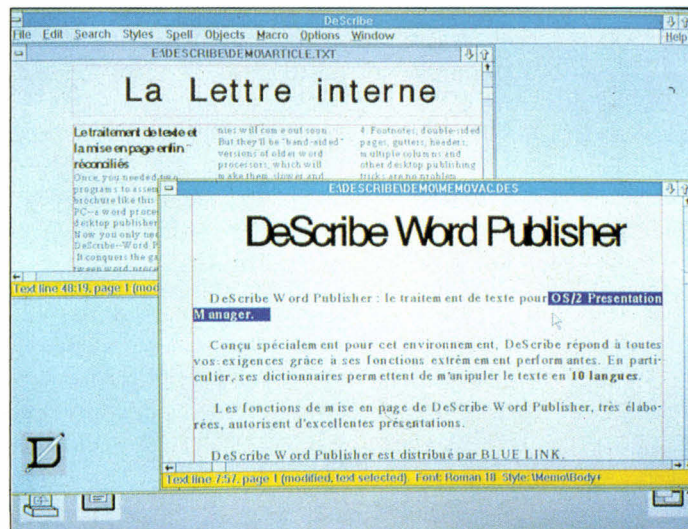 DeScribe
File Edit Search Styles Spell Objects Macro Options Window Help
E:\DESCRIBE\DEMO\ARTICLE.TXT
La Lettre interne
Le traitement de texte et
la mise en page enfin
réconciliés
Once, you needed two
programs to assem
brochure like this
PC--a word proce
desktop publisher
Now you only nee
DeScribe--Word P
It conquers the ga
tween word proce
nies will come out soon
But they'll be "band-aided"
versions of older word
processors, which will
make them slower and
4 Footnotes, double-sided
pages, gutters, headers,
multiple columns and
other desktop publishing
tricks are no problem
Text line 48:19, page 1 (mod
E:\DESCRIBE\DEMO\MEMOVAC.DES
DeScribe Word Publisher
DeScribe Word Publisher : le traitement de texte pour OS/2 Presentation
Manager.
Conçu spécialement pour cet environnement, DeScribe répond à toutes
vos exigences grâce à ses fonctions extrêmement performantes. En parti-
culier, ses dictionnaires permettent de manipuler le texte en 10 langues.
Les fonctions de mise en page de DeScribe Word Publisher, très élabo-
rées, autorisent d'excellentes présentations.
DeScribe Word Publisher est distribué par BLUE LINK.
Text line 7:57, page 1 (modified, text selected). Font: Roman 18 Style: \Memo\Body+
D